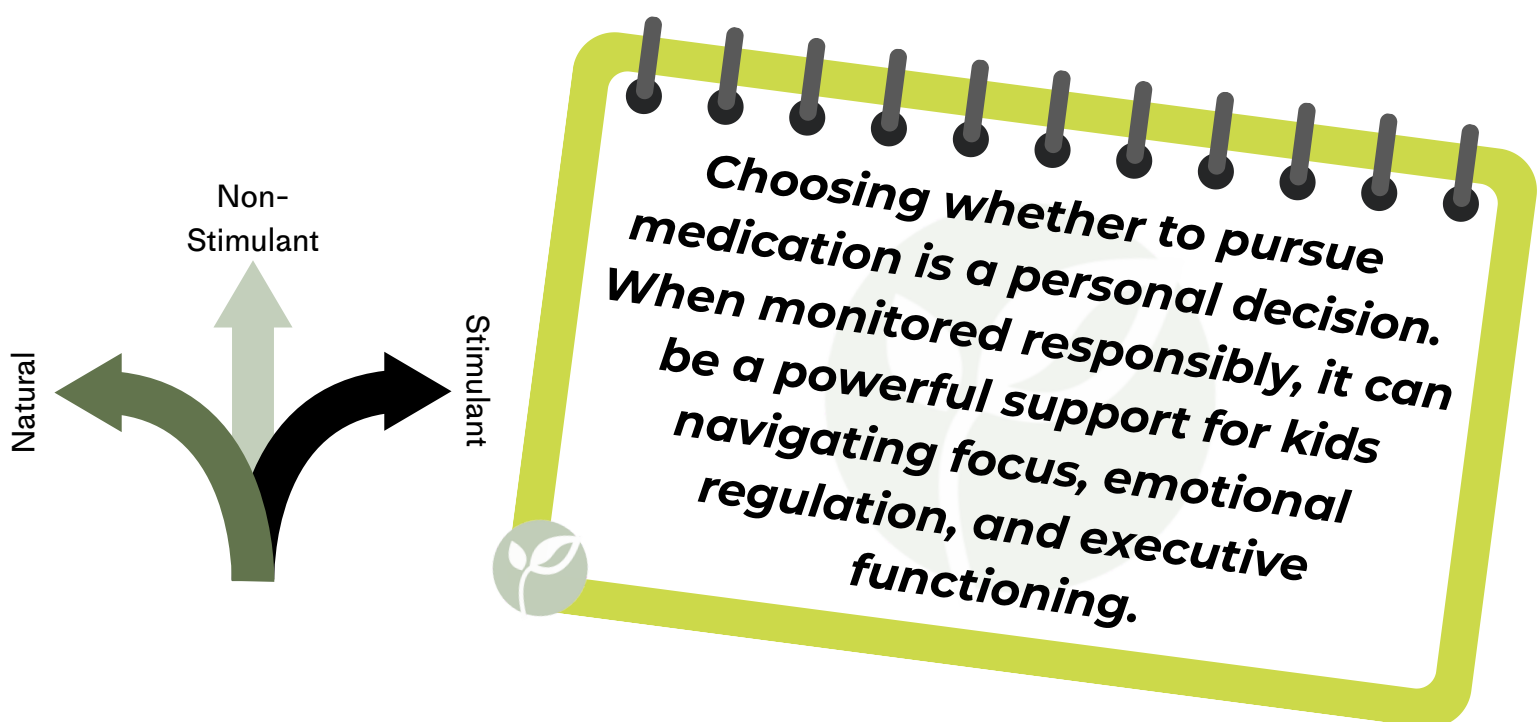 Non-
Stimulant
Natural
Stimulant
Choosing whether to pursue
medication is a personal decision.
When monitored responsibly, it can
be a powerful support for kids
navigating focus, emotional
regulation, and executive
functioning.